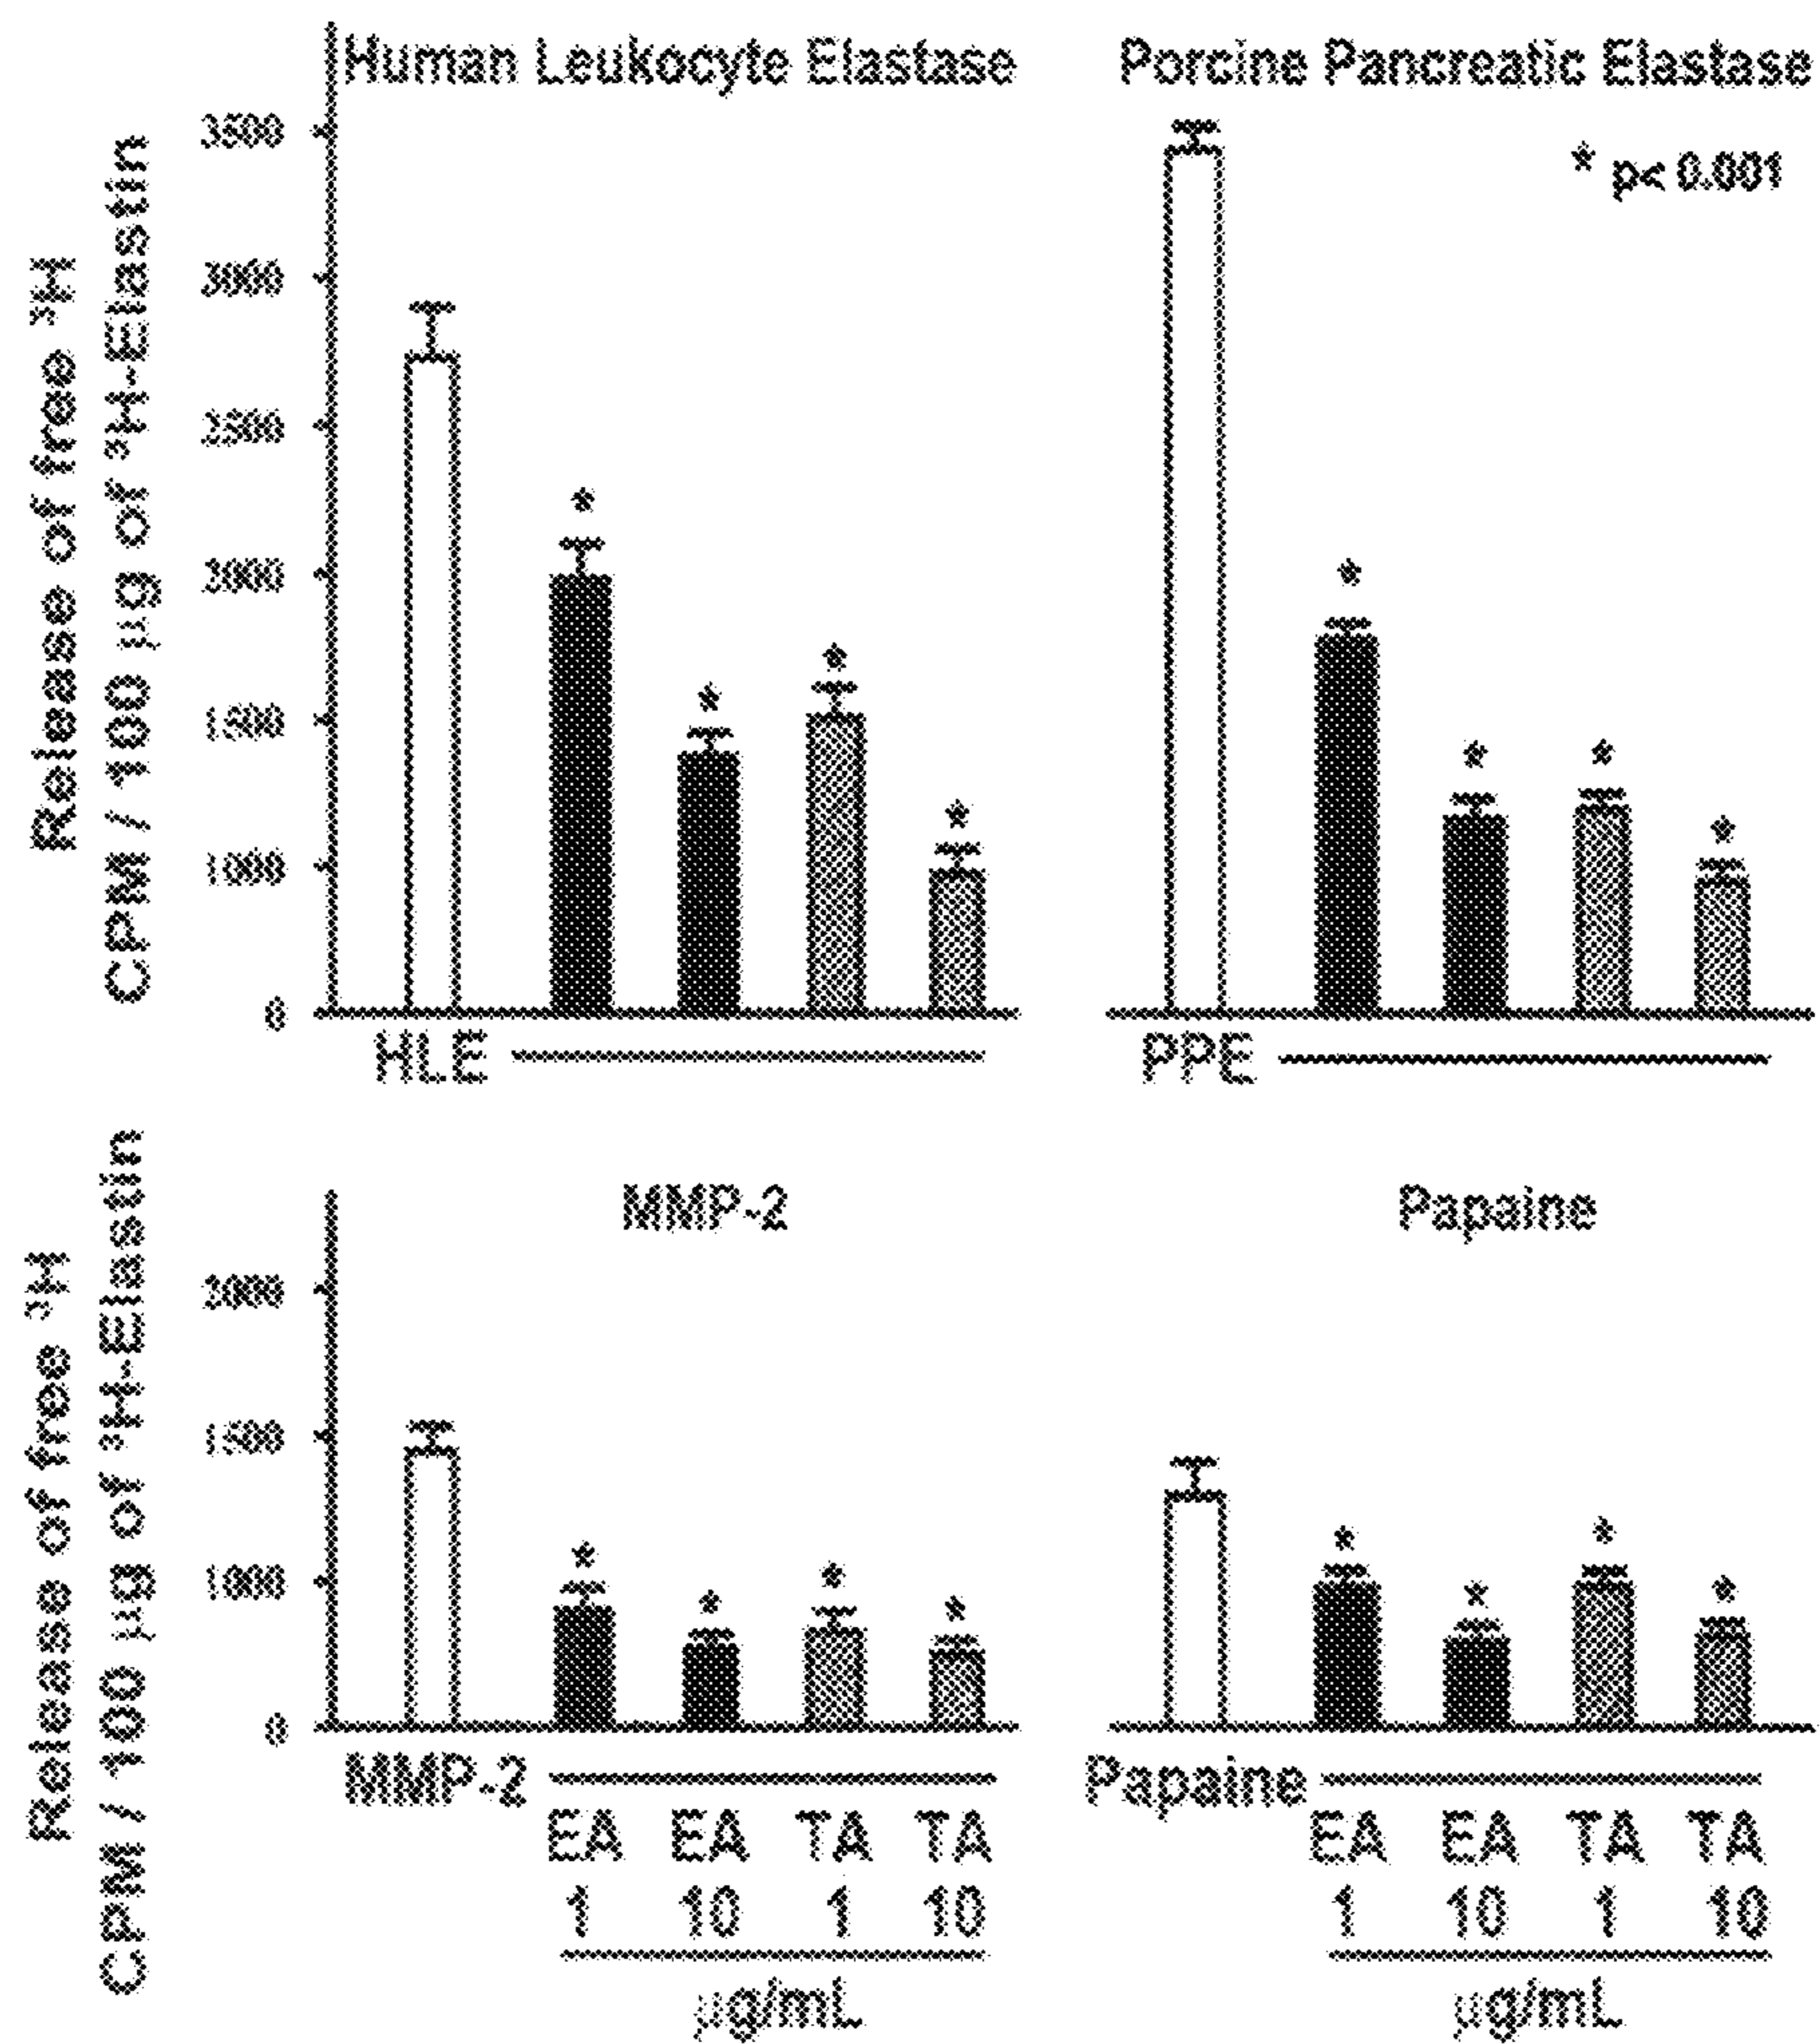 Human Leukocyte Elastase
Porcine Pancreatic Elastase
* p< 0.001
Release of free ³H
CPM / 100 µg of ³H-Elastin
3500
3000
2500
2000
1500
1000
0
*
*
*
*
*
*
*
*
HLE
PPE
MMP-2
Papaine
Release of free ³H
CPM / 100 µg of ³H-Elastin
2000
1500
1000
0
*
*
*
*
*
*
*
*
MMP-2
Papaine
EA EA TA TA
EA EA TA TA
1 10 1 10
1 10 1 10
µg/mL
µg/mL